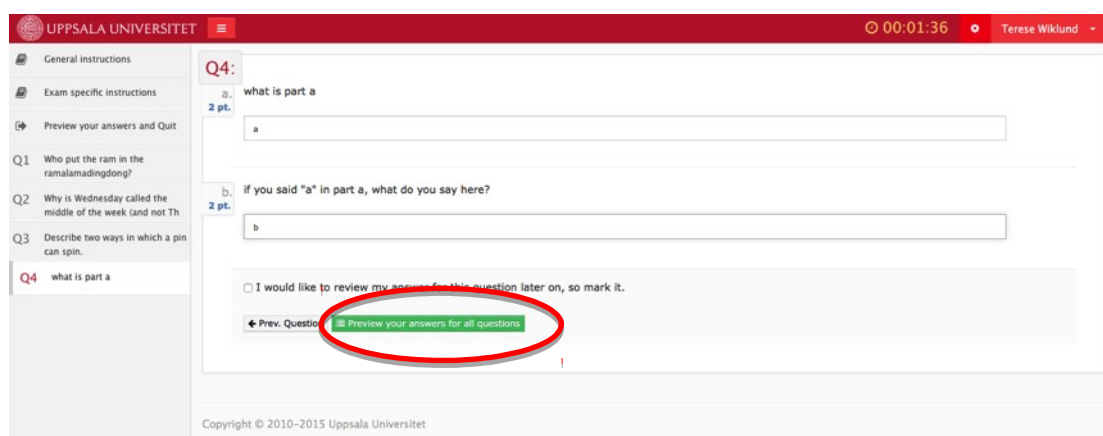 UPPSALA UNIVERSITET
00:01:36
Terese Wiklund
General instructions
Exam specific instructions
Preview your answers and Quit
Q1 Who put the ram in the
ramalamadingdong?
Q2 Why is Wednesday called the
middle of the week (and not Th
Q3 Describe two ways in which a pin
can spin.
Q4 what is part a
Q4:
a. what is part a
2 pt.
a
b. if you said "a" in part a, what do you say here?
2 pt.
b
I would like to review my answer for this question later on, so mark it.
Prev. Question
Preview your answers for all questions
!
Copyright © 2010-2015 Uppsala Universitet